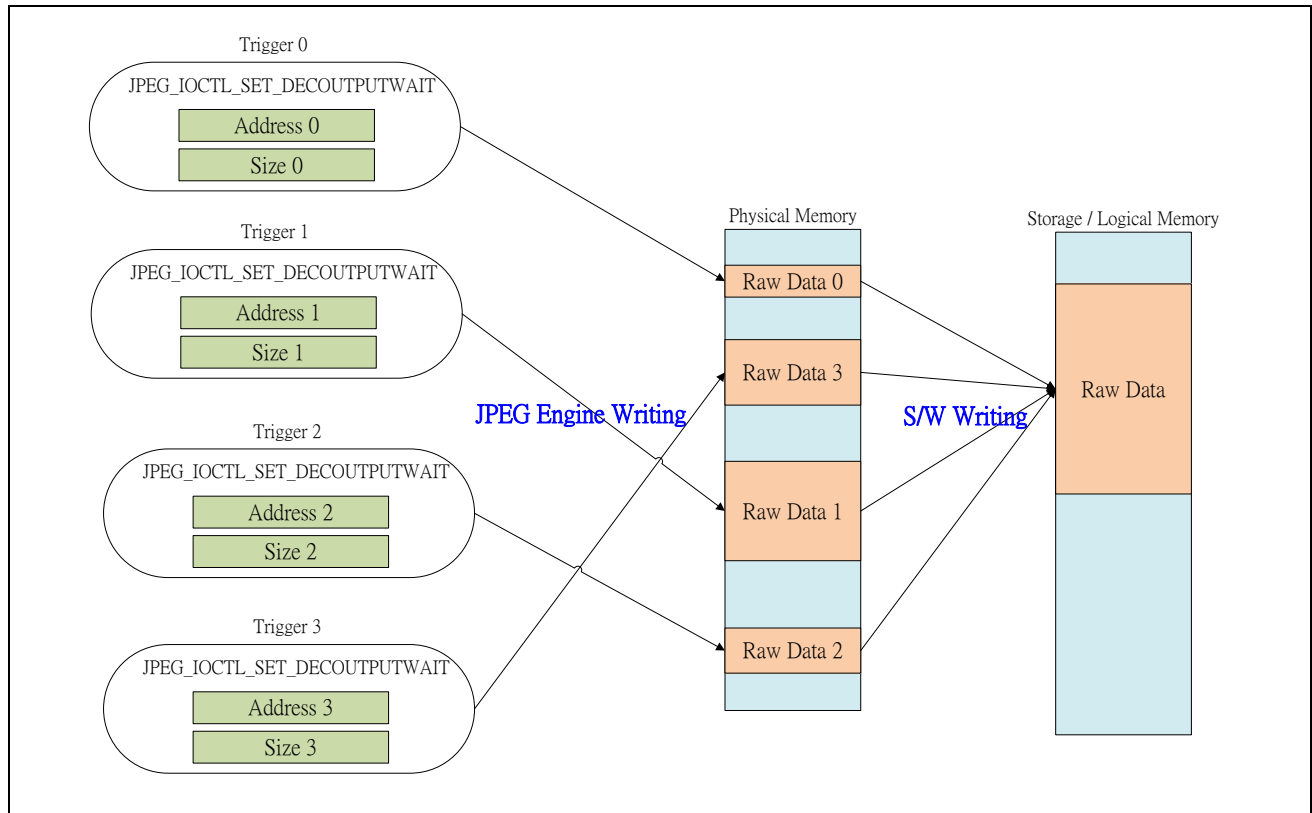 Trigger 0
JPEG_IOCTL_SET_DECOUTPUTWAIT
Address 0
Size 0
Trigger 1
JPEG_IOCTL_SET_DECOUTPUTWAIT
Address 1
Size 1
Trigger 2
JPEG_IOCTL_SET_DECOUTPUTWAIT
Address 2
Size 2
Trigger 3
JPEG_IOCTL_SET_DECOUTPUTWAIT
Address 3
Size 3
JPEG Engine Writing
Physical Memory
Raw Data 0
Raw Data 3
Raw Data 1
Raw Data 2
S/W Writing
Storage / Logical Memory
Raw Data